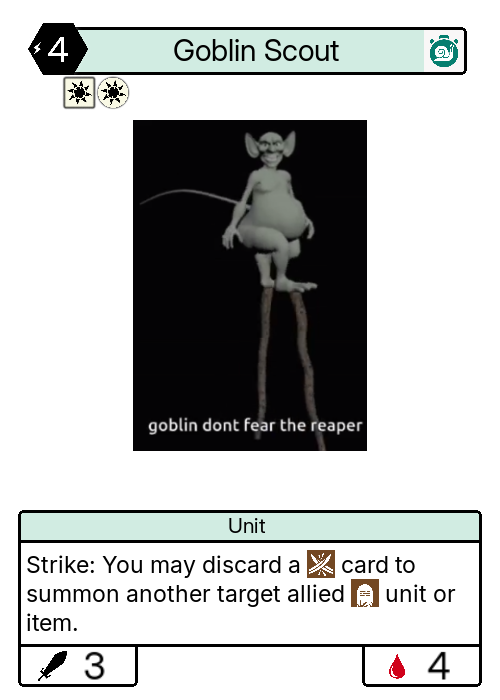 4
Goblin Scout
goblin dont fear the reaper
Unit
Strike: You may discard a card to
summon another target allied unit or
item.
3
4